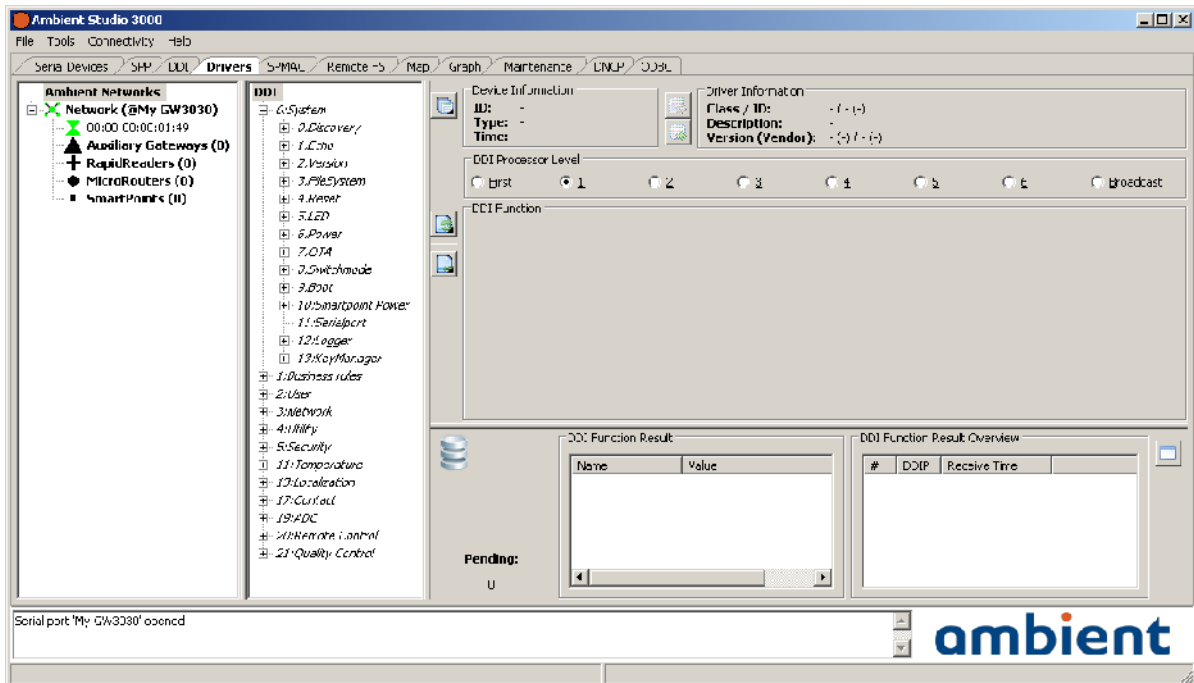 Ambient Studio 3000
File Tools Connectivity Help
Serial Devices SPP DDI Drivers S-MAC Remote FS Map Graph Maintenance DNCP ODBC
Ambient Networks
Network (@My GW3030)
00:00:00:00:01:49
Auxiliary Gateways (0)
RapidReaders (0)
MicroRouters (0)
SmartPoints (0)
DDI
0:System
0.Discovery
1.Echo
2.Version
3.FileSystem
4.Reset
5.LED
6.Power
7.OTA
8.Switchmode
9.Boot
10:Smartpoint Power
11:Serialport
12:Logger
13:KeyManager
1:Business rules
2:User
3:Network
4:Utility
5:Security
11:Temperature
13:Localization
17:Contact
19:ADC
20:Remote Control
21:Quality Control
Device Information
ID: -
Type: -
Time:
Driver Information
Class / ID: - / - (-)
Description: -
Version (Vendor): - (-) / - (-)
DDI Processor Level
First 1 2 3 4 5 6 Broadcast
DDI Function
Pending:
0
DDI Function Result
Name Value
DDI Function Result Overview
# DDIP Receive Time
Serial port 'My GW3030' opened
ambient